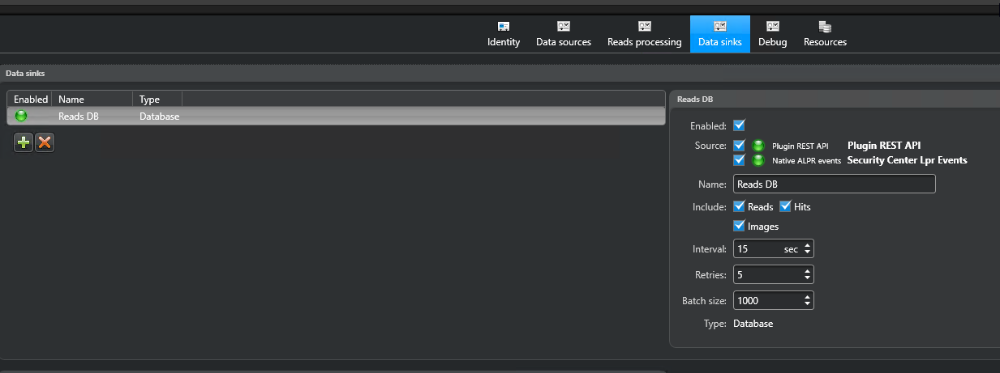 Identity Data sources Reads processing Data sinks Debug Resources
Data sinks
Enabled Name Type
Reads DB Database
Reads DB
Enabled:
Source: Plugin REST API Plugin REST API
Native ALPR events Security Center Lpr Events
Name: Reads DB
Include: Reads Hits
Images
Interval: 15 sec
Retries: 5
Batch size: 1000
Type: Database